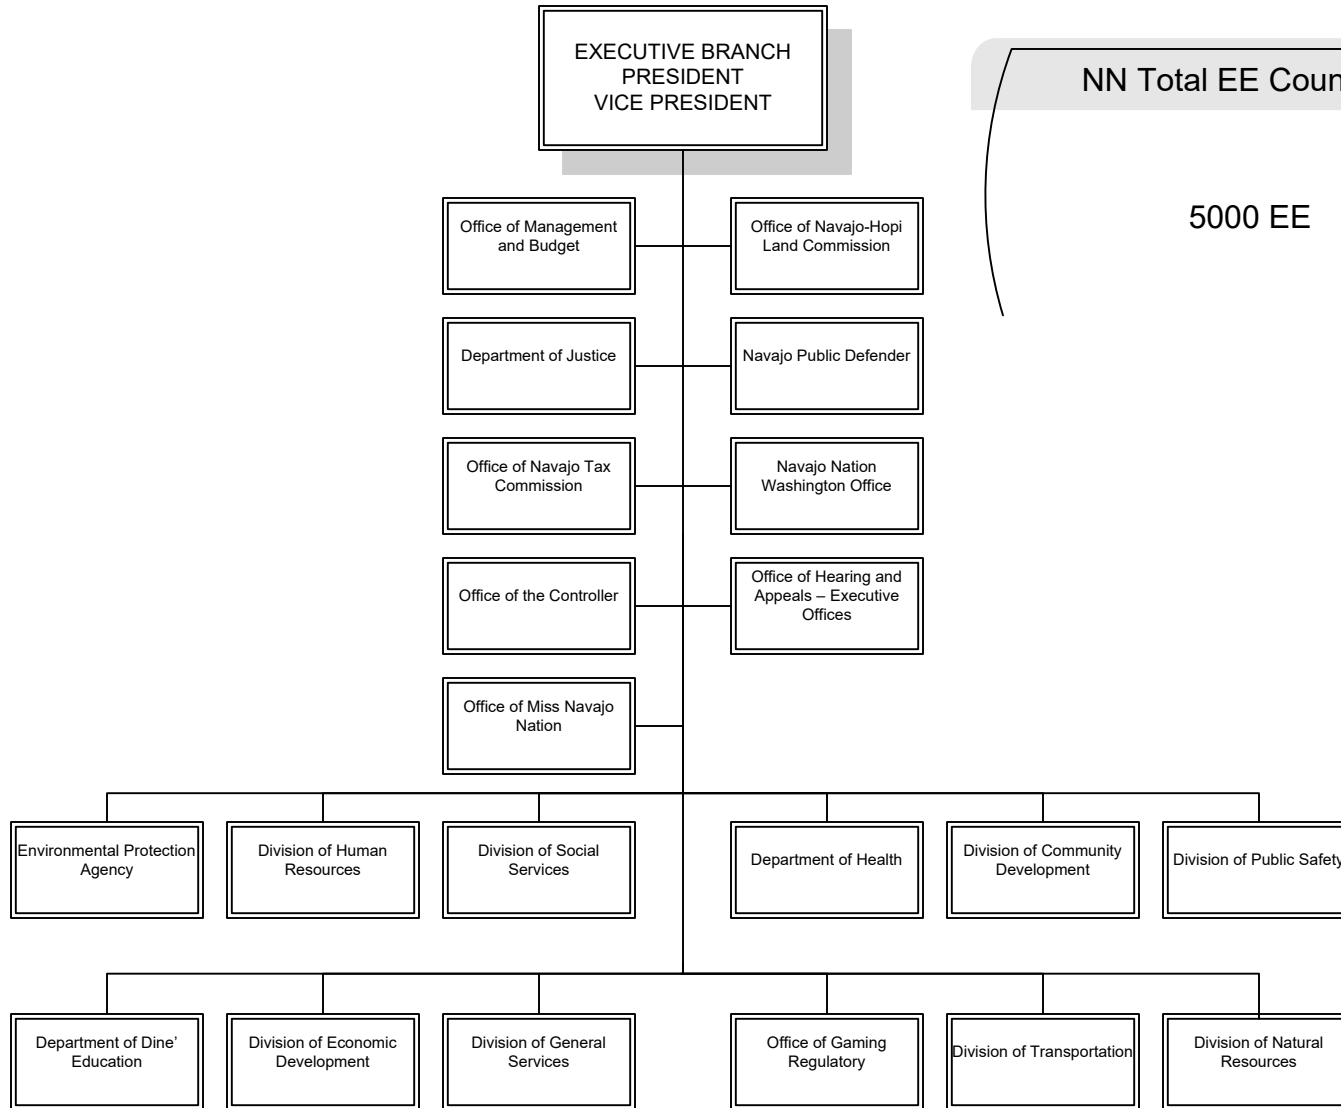 EXECUTIVE BRANCH
PRESIDENT
VICE PRESIDENT
NN Total EE Coun
5000 EE
Office of Management
and Budget
Office of Navajo-Hopi
Land Commission
Department of Justice
Navajo Public Defender
Office of Navajo Tax
Commission
Navajo Nation
Washington Office
Office of the Controller
Office of Hearing and
Appeals – Executive
Offices
Office of Miss Navajo
Nation
Environmental Protection
Agency
Division of Human
Resources
Division of Social
Services
Department of Health
Division of Community
Development
Division of Public Safety
Department of Dine’
Education
Division of Economic
Development
Division of General
Services
Office of Gaming
Regulatory
Division of Transportation
Division of Natural
Resources